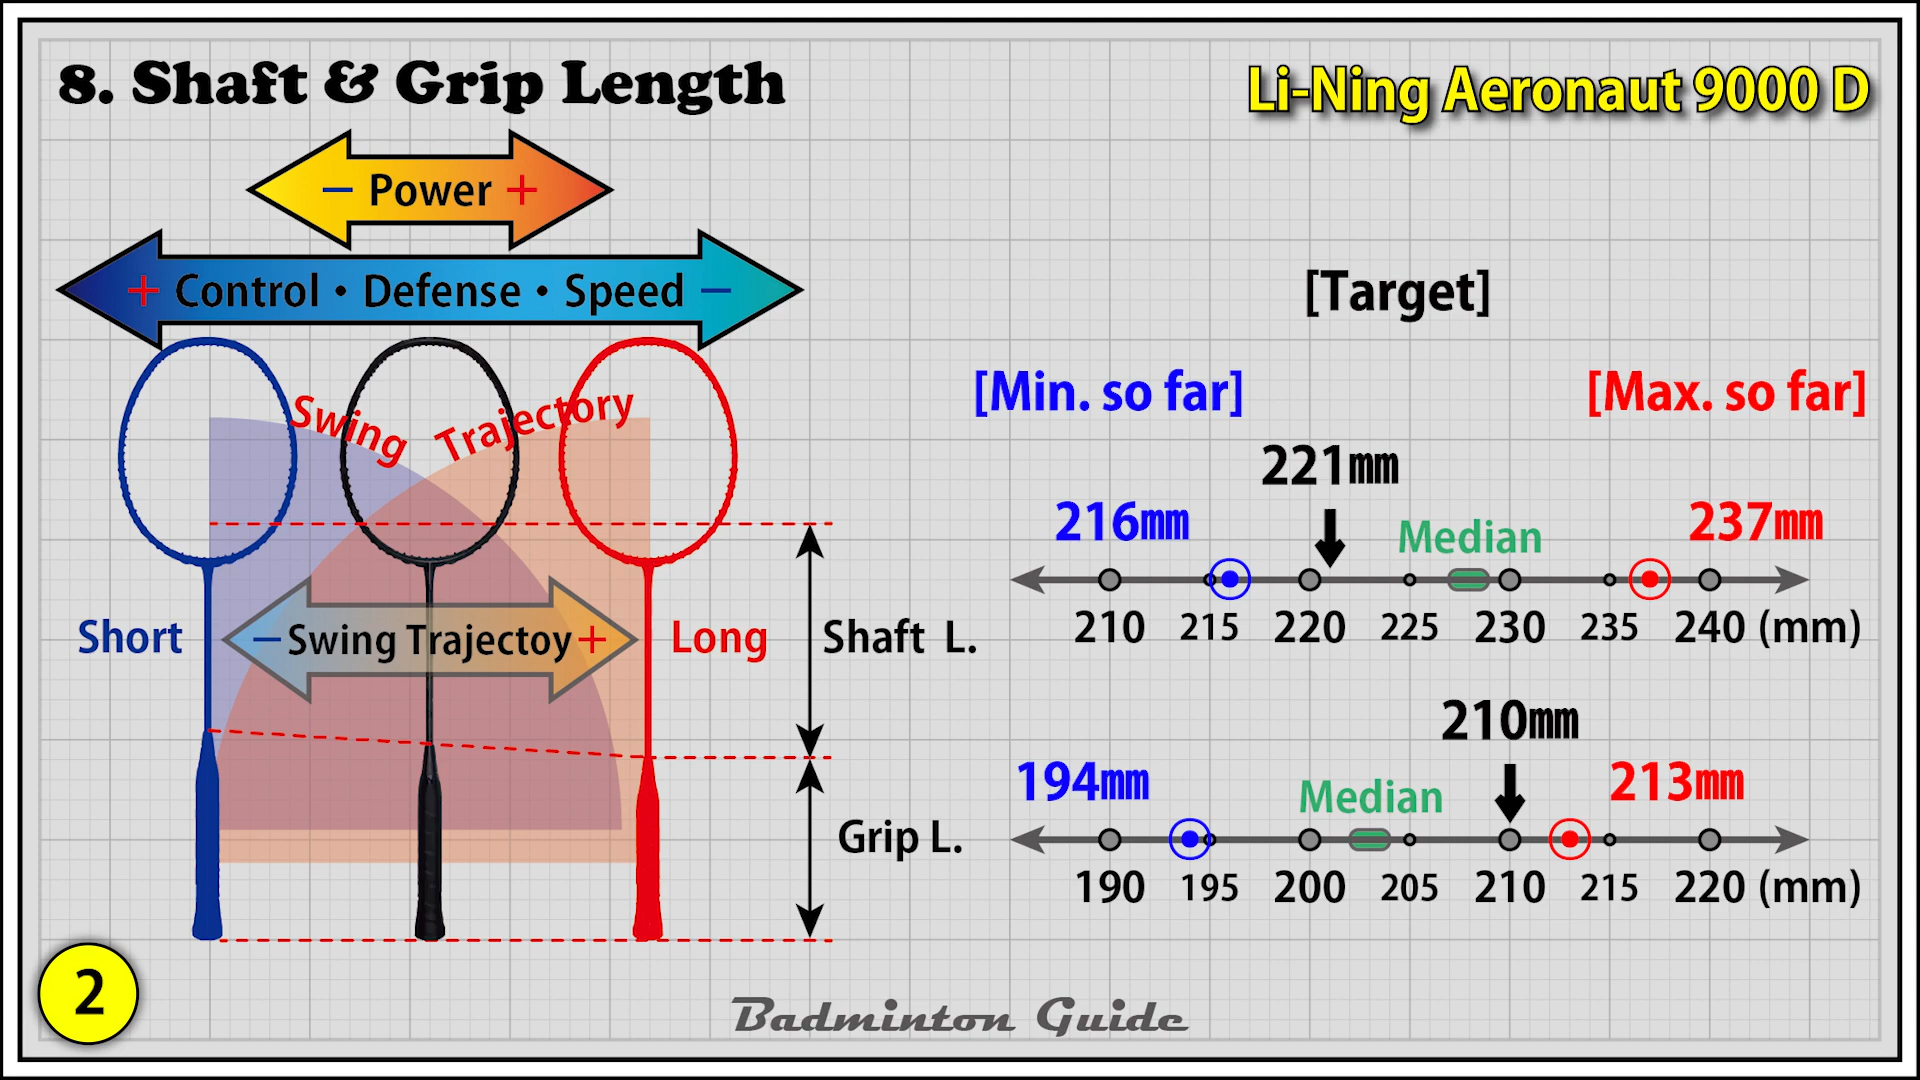 8. Shaft & Grip Length
Li-Ning Aeronaut 9000 D
− Power +
+ Control・Defense・Speed −
[Target]
[Min. so far]
[Max. so far]
Swing Trajectory
221mm
216mm
Median
237mm
210 215 220 225 230 235 240 (mm)
Short
− Swing Trajectoy +
Long
Shaft L.
210mm
194mm
Median
213mm
Grip L.
190 195 200 205 210 215 220 (mm)
2
Badminton Guide